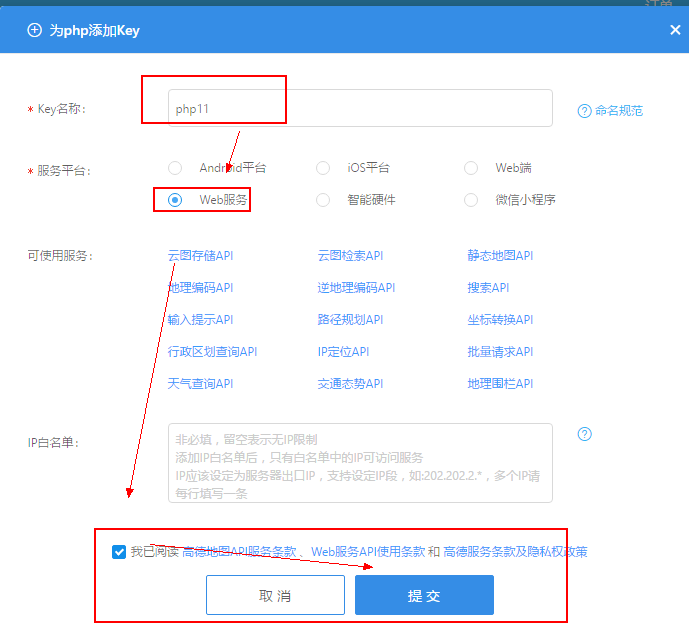 为php添加Key
* Key名称：
php11
命名规范
* 服务平台：
Android平台
iOS平台
Web端
Web服务
智能硬件
微信小程序
可使用服务：
云图存储API
云图检索API
静态地图API
地理编码API
逆地理编码API
搜索API
输入提示API
路径规划API
坐标转换API
行政区划查询API
IP定位API
批量请求API
天气查询API
交通态势API
地理围栏API
IP白名单：
非必填，留空表示无IP限制
添加IP白名单后，只有白名单中的IP可访问服务
IP应该设定为服务器出口IP，支持设定IP段，如:202.202.2.*，多个IP请
每行填写一条
我已阅读 高德地图API服务条款 、Web服务API使用条款 和 高德服务条款及隐私权政策
取 消
提 交